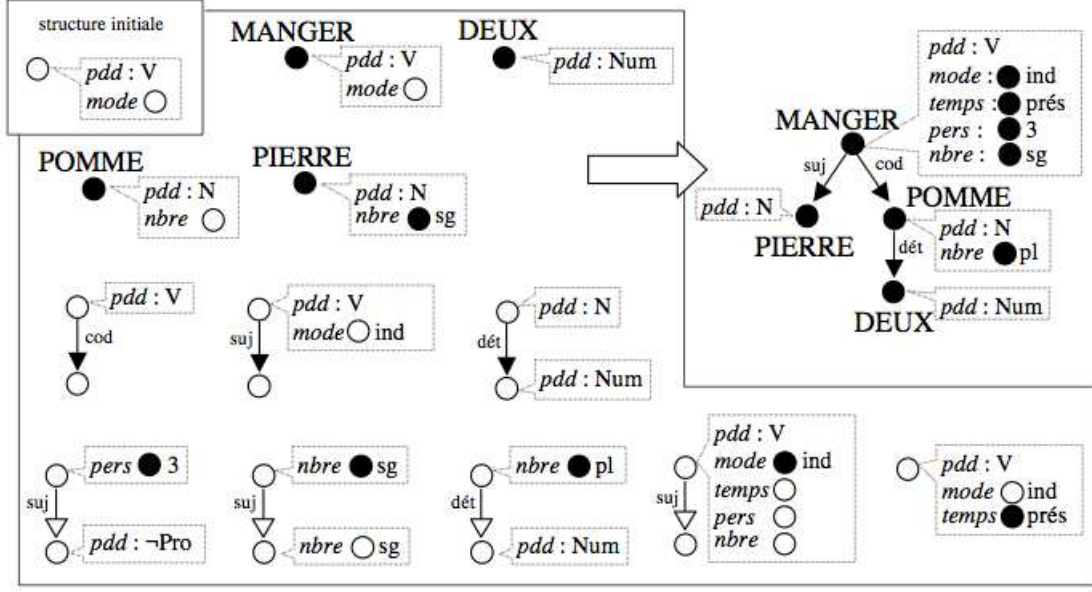 structure initiale
pdd : V
mode
MANGER
pdd : V
mode
DEUX
pdd : Num
POMME
pdd : N
nbre
PIERRE
pdd : N
nbre sg
pdd : V
cod
pdd : V
mode ind
suj
pdd : N
dét
pdd : Num
pers 3
suj
pdd : ¬Pro
nbre sg
suj
nbre sg
nbre pl
dét
pdd : Num
pdd : V
mode ind
temps
pers
nbre
suj
pdd : V
mode ind
temps prés
pdd : V
mode : ind
temps : prés
pers : 3
nbre : sg
MANGER
suj
cod
pdd : N
PIERRE
POMME
pdd : N
nbre pl
dét
DEUX
pdd : Num